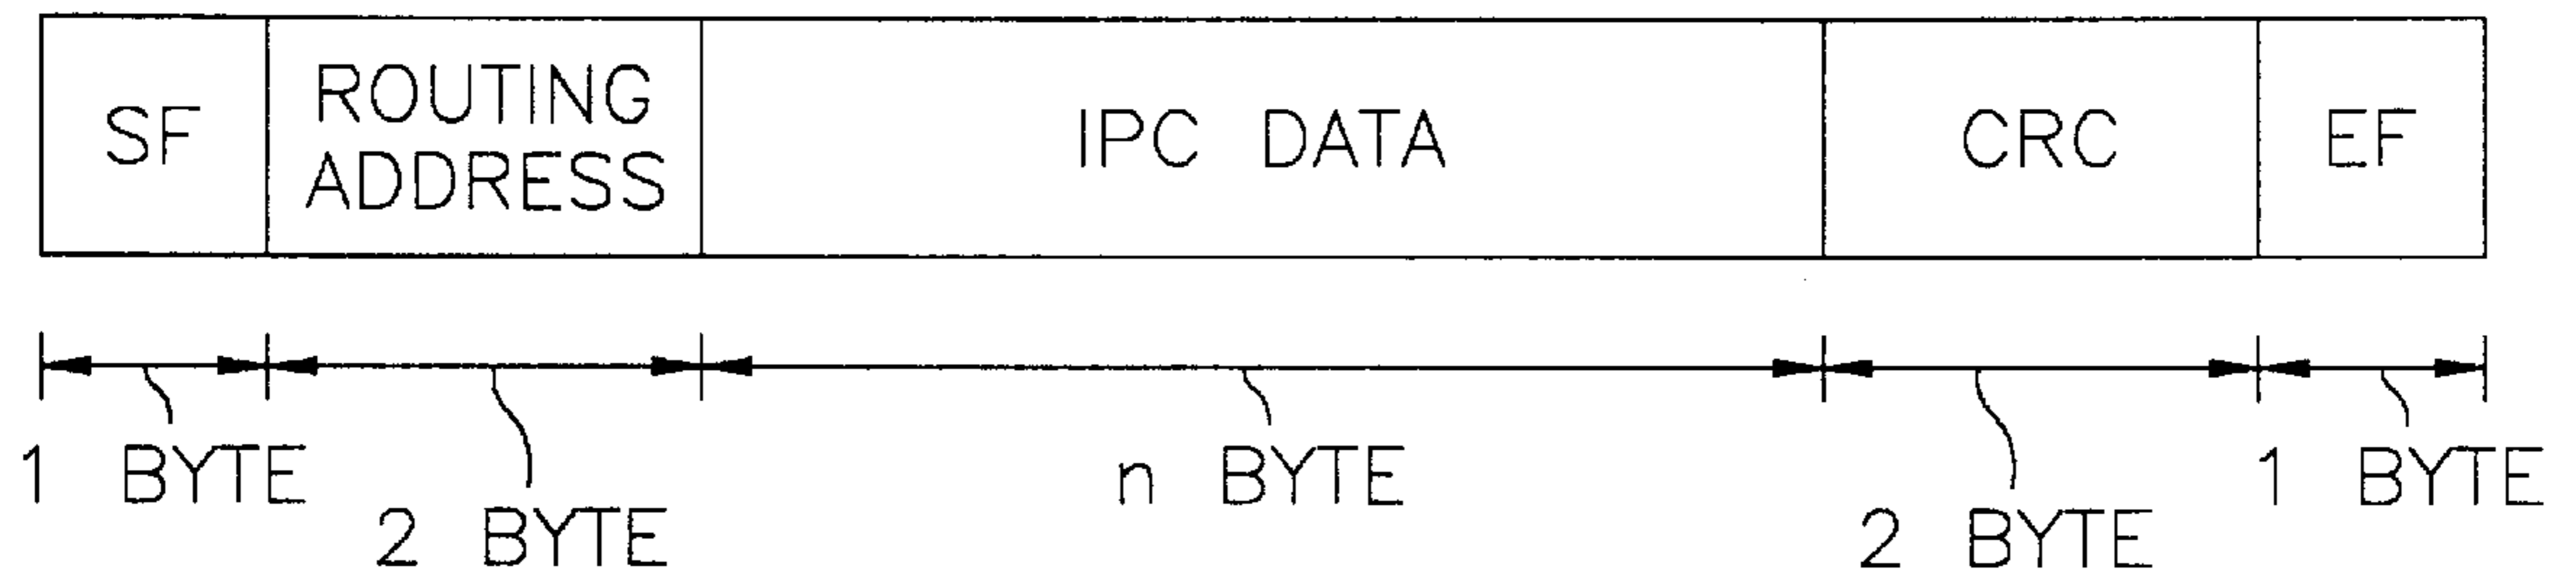 SF
ROUTING
ADDRESS
IPC DATA
CRC
EF
1 BYTE
2 BYTE
n BYTE
2 BYTE
1 BYTE